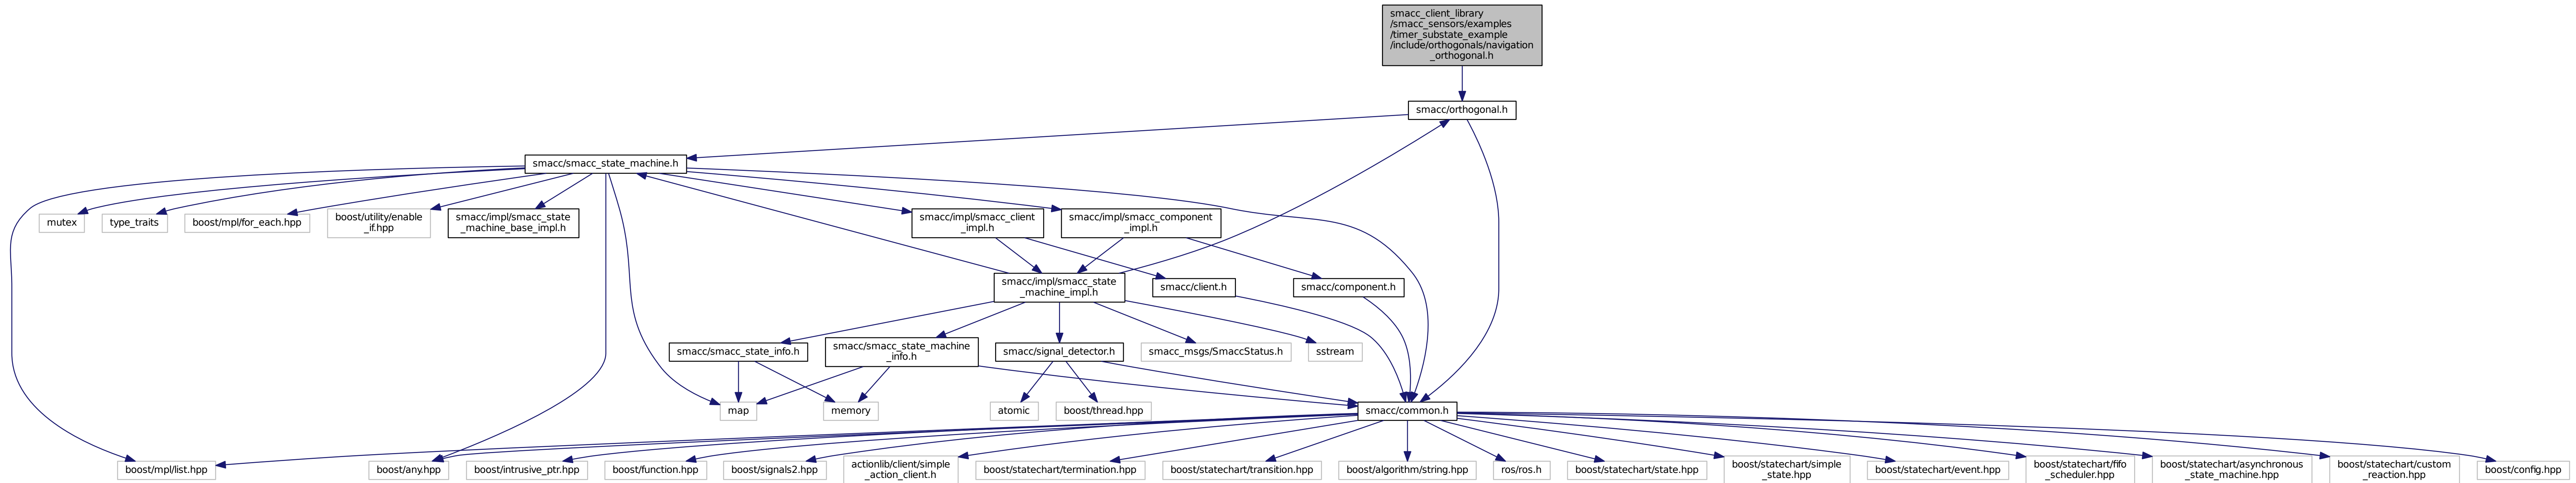 smacc_client_library
/smacc_sensors/examples
/timer_substate_example
/include/orthogonals/navigation
_orthogonal.h
smacc/orthogonal.h
smacc/smacc_state_machine.h
mutex
type_traits
boost/mpl/for_each.hpp
boost/utility/enable
_if.hpp
smacc/impl/smacc_state
_machine_base_impl.h
smacc/impl/smacc_client
_impl.h
smacc/impl/smacc_component
_impl.h
smacc/impl/smacc_state
_machine_impl.h
smacc/client.h
smacc/component.h
smacc/smacc_state_info.h
smacc/smacc_state_machine
_info.h
smacc/signal_detector.h
smacc_msgs/SmaccStatus.h
sstream
map
memory
atomic
boost/thread.hpp
smacc/common.h
boost/mpl/list.hpp
boost/any.hpp
boost/intrusive_ptr.hpp
boost/function.hpp
boost/signals2.hpp
actionlib/client/simple
_action_client.h
boost/statechart/termination.hpp
boost/statechart/transition.hpp
boost/algorithm/string.hpp
ros/ros.h
boost/statechart/state.hpp
boost/statechart/simple
_state.hpp
boost/statechart/event.hpp
boost/statechart/fifo
_scheduler.hpp
boost/statechart/asynchronous
_state_machine.hpp
boost/statechart/custom
_reaction.hpp
boost/config.hpp